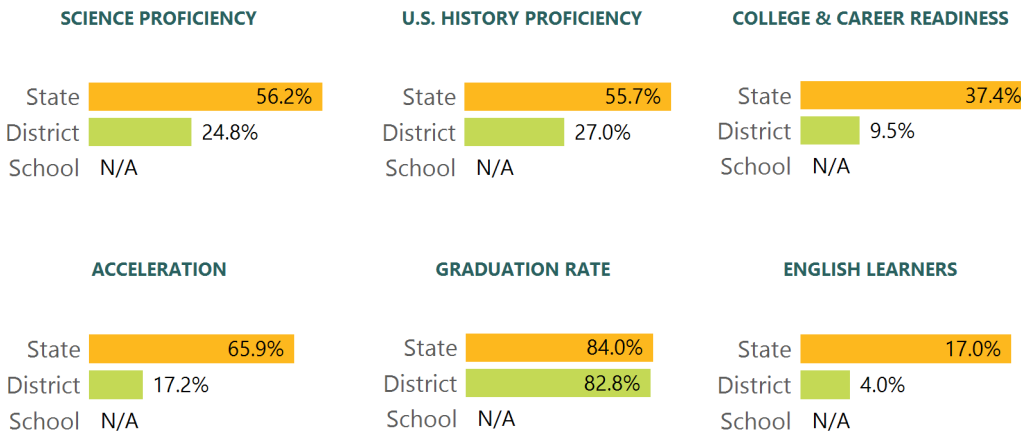 SCIENCE PROFICIENCY
State 56.2%
District 24.8%
School N/A
U.S. HISTORY PROFICIENCY
State 55.7%
District 27.0%
School N/A
COLLEGE & CAREER READINESS
State 37.4%
District 9.5%
School N/A
ACCELERATION
State 65.9%
District 17.2%
School N/A
GRADUATION RATE
State 84.0%
District 82.8%
School N/A
ENGLISH LEARNERS
State 17.0%
District 4.0%
School N/A